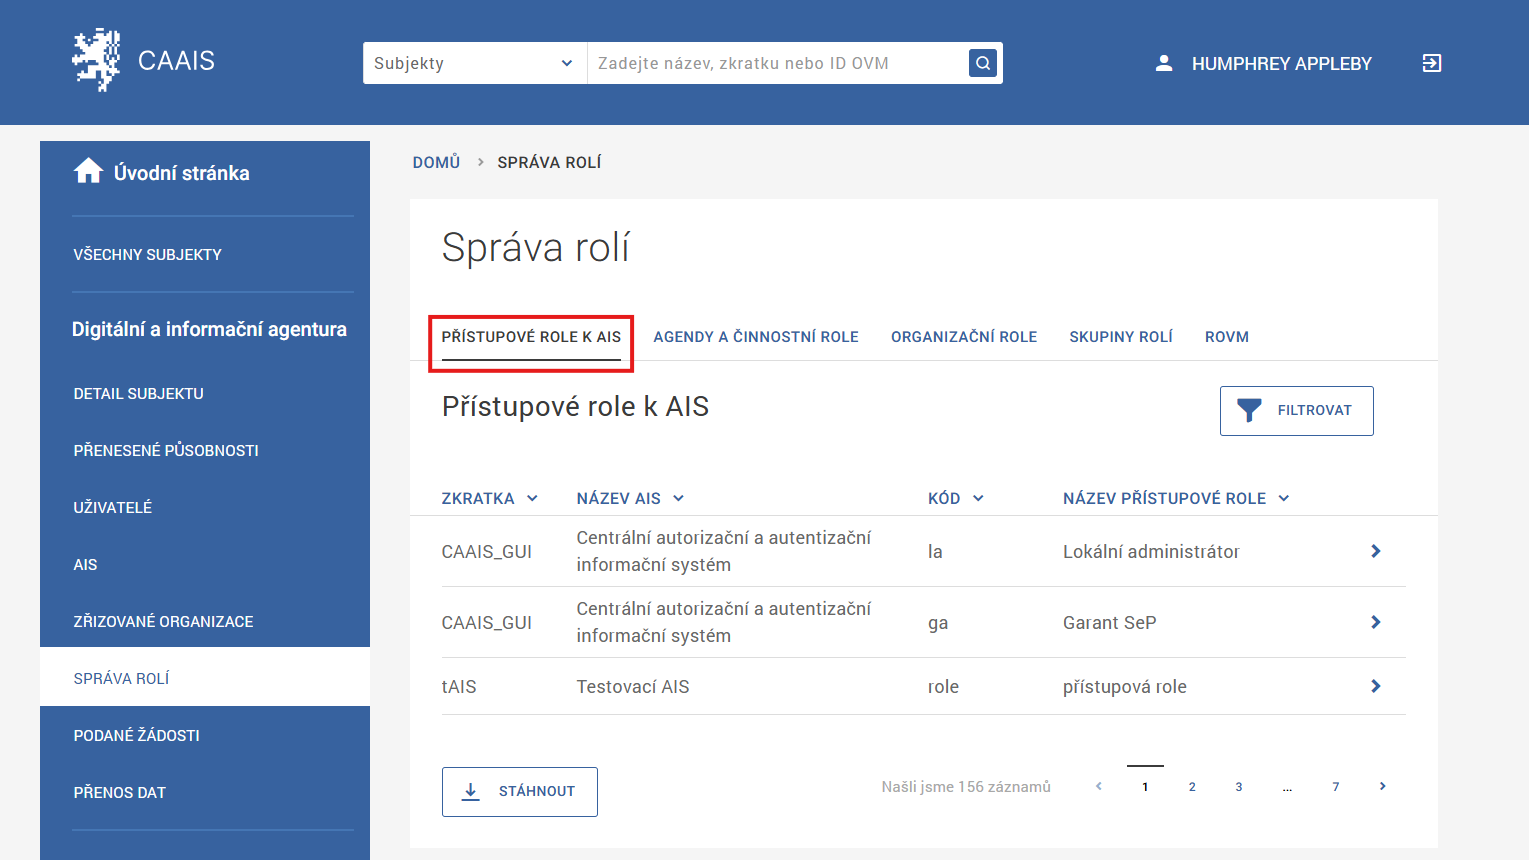 CAAIS
Subjekty
Zadejte název, zkratku nebo ID OVM
HUMPHREY APPLEBY
Úvodní stránka
VŠECHNY SUBJEKTY
Digitální a informační agentura
DETAIL SUBJEKTU
PŘENESENÉ PŮSOBNOSTI
UŽIVATELÉ
AIS
ZŘIZOVANÉ ORGANIZACE
SPRÁVA ROLÍ
PODANÉ ŽÁDOSTI
PŘENOS DAT
DOMŮ > SPRÁVA ROLÍ
Správa rolí
PŘÍSTUPOVÉ ROLE K AIS AGENDY A ČINNOSTNÍ ROLE ORGANIZAČNÍ ROLE SKUPINY ROLÍ ROVM
Přístupové role k AIS
FILTROVAT
ZKRATKA NÁZEV AIS KÓD NÁZEV PŘÍSTUPOVÉ ROLE
CAAIS_GUI Centrální autorizační a autentizační informační systém la Lokální administrátor
CAAIS_GUI Centrální autorizační a autentizační informační systém ga Garant SeP
tAIS Testovací AIS role přístupová role
STÁHNOUT
Našli jsme 156 záznamů
1 2 3 ... 7